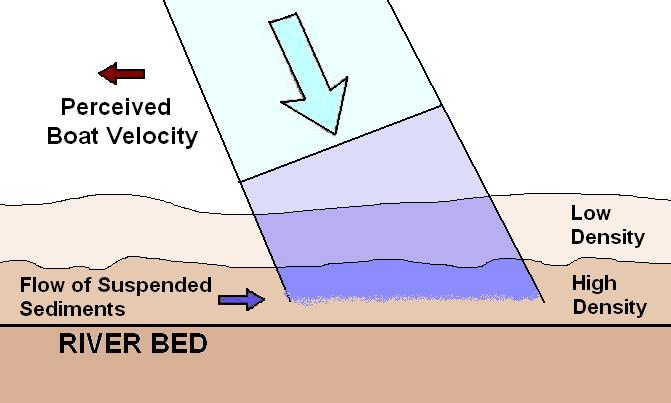 Perceived
Boat Velocity
Low
Density
Flow of Suspended
Sediments
High
Density
RIVER BED